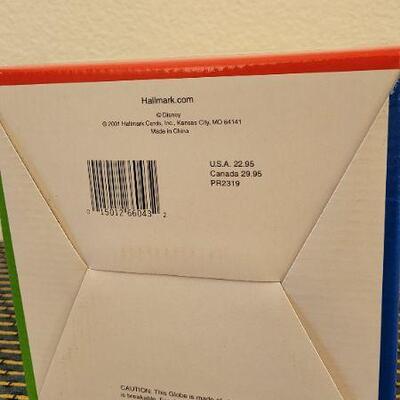 Hallmark.com
© Disney
© 2001 Hallmark Cards, Inc., Kansas City, MO 64141
Made in China
U.S.A. 22.95
Canada 29.95
PR2319
0 15012 66043 2
CAUTION: This Globe is made of
is breakable.